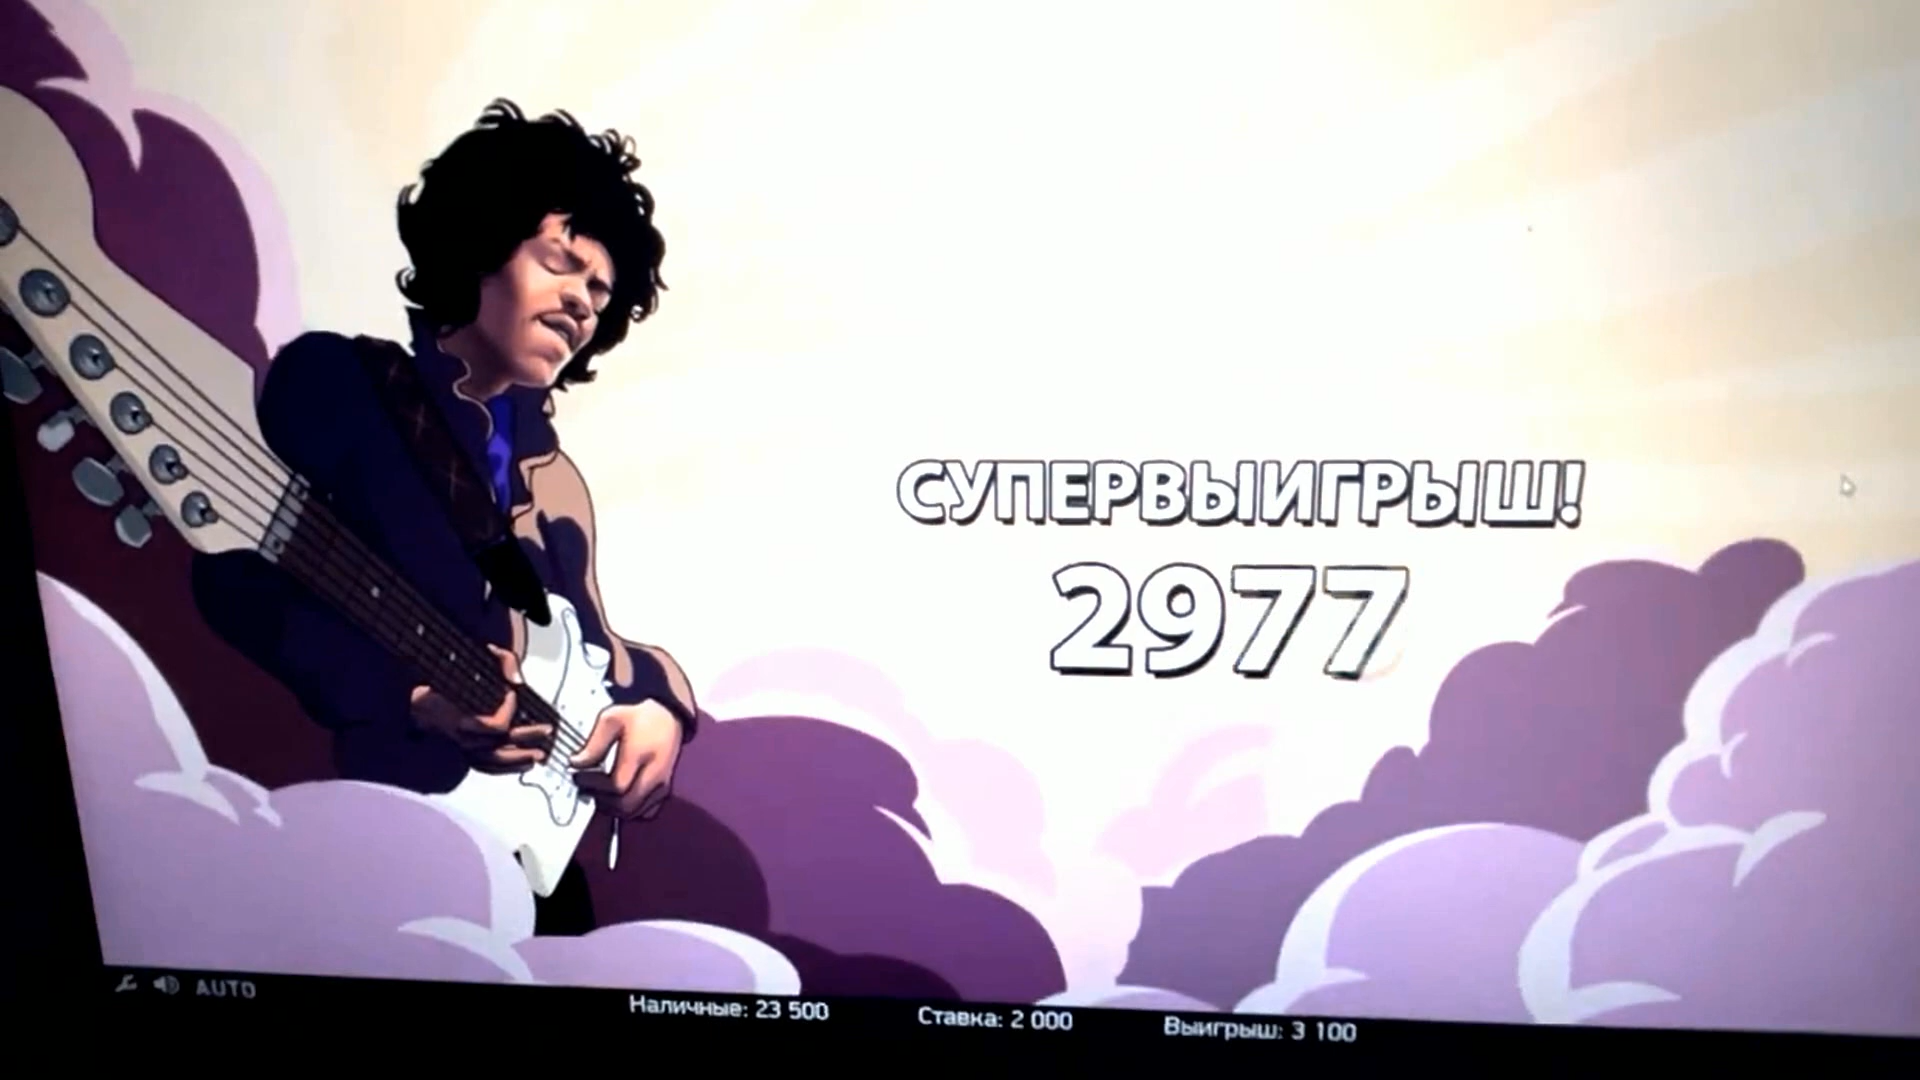 СУПЕРВЫИГРЫШ!
2977
AUTO
Наличные: 23 500
Ставка: 2 000
Выигрыш: 3 100